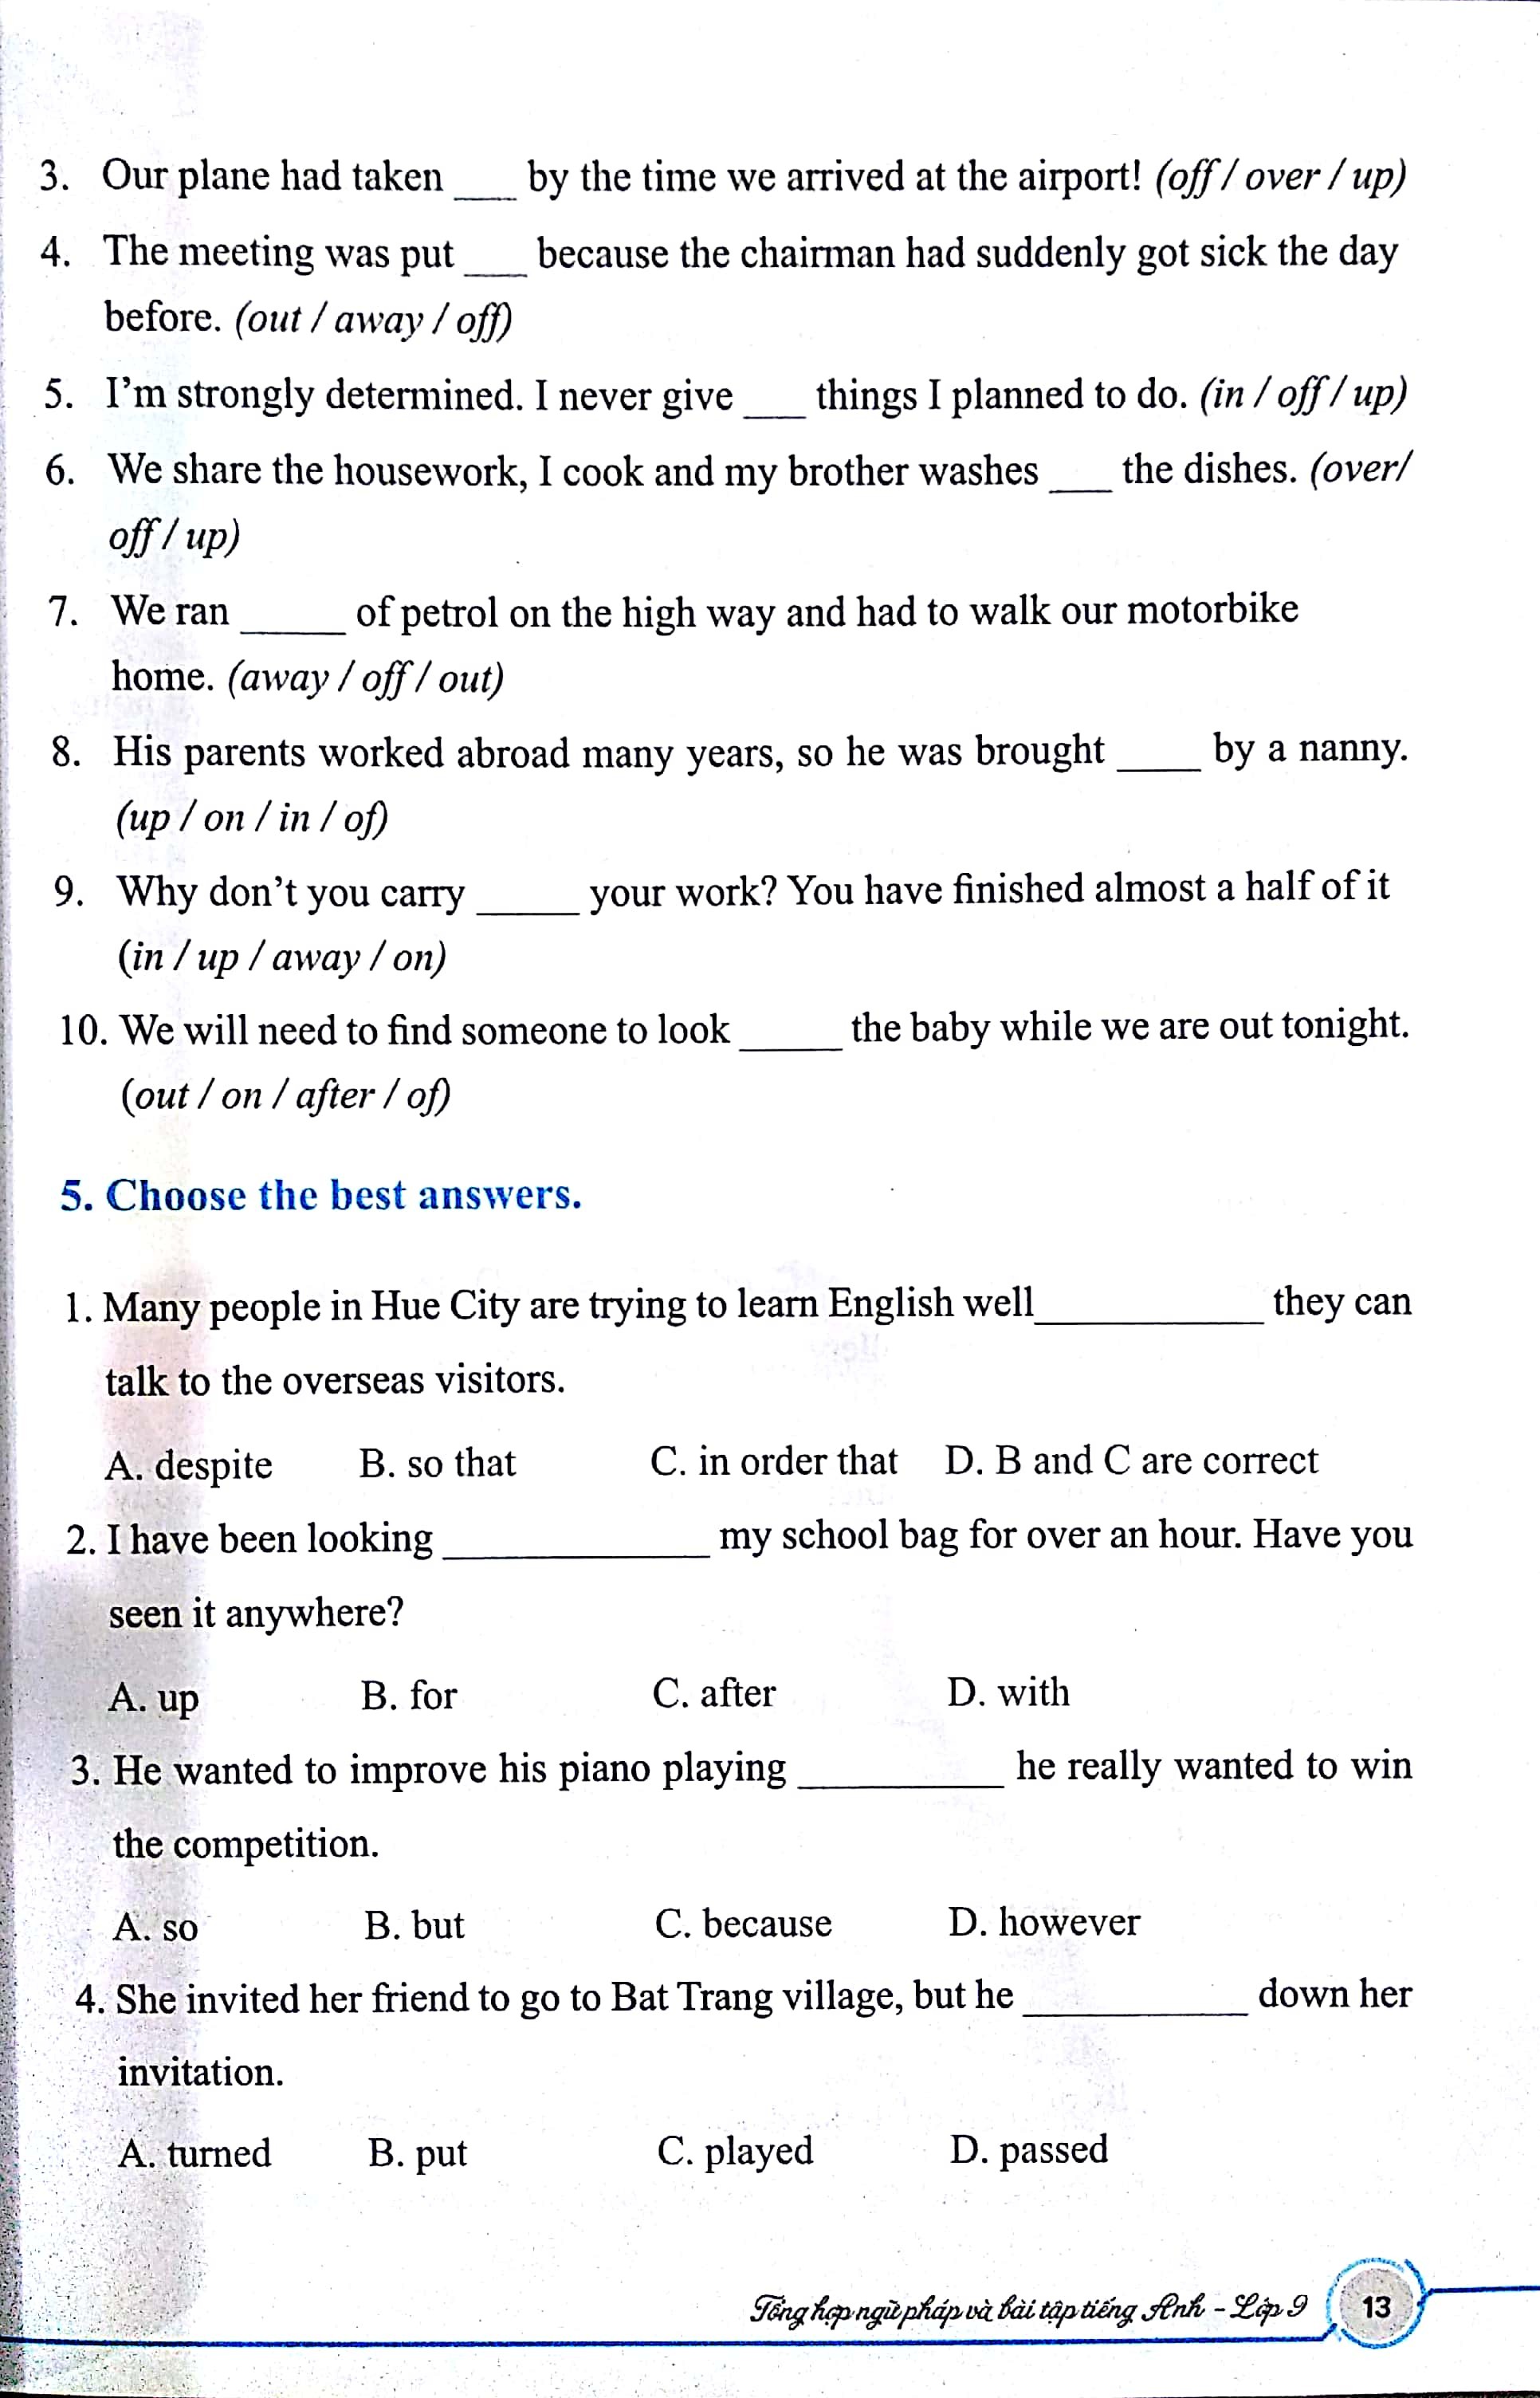 3. Our plane had taken ___ by the time we arrived at the airport! (off / over / up)
4. The meeting was put ___ because the chairman had suddenly got sick the day
before. (out / away / off)
5. I'm strongly determined. I never give ___ things I planned to do. (in / off / up)
6. We share the housework, I cook and my brother washes ___ the dishes. (over/
off / up)
7. We ran _____ of petrol on the high way and had to walk our motorbike
home. (away / off / out)
8. His parents worked abroad many years, so he was brought ____ by a nanny.
(up / on / in / of)
9. Why don't you carry _____ your work? You have finished almost a half of it
(in / up / away / on)
10. We will need to find someone to look _____ the baby while we are out tonight.
(out / on / after / of)
5. Choose the best answers.
1. Many people in Hue City are trying to learn English well___________ they can
talk to the overseas visitors.
A. despite B. so that C. in order that D. B and C are correct
2. I have been looking _____________ my school bag for over an hour. Have you
seen it anywhere?
A. up B. for C. after D. with
3. He wanted to improve his piano playing __________ he really wanted to win
the competition.
A. so B. but C. because D. however
4. She invited her friend to go to Bat Trang village, but he ___________ down her
invitation.
A. turned B. put C. played D. passed
Tổng hợp ngữ pháp và bài tập tiếng Anh - Lớp 9 13